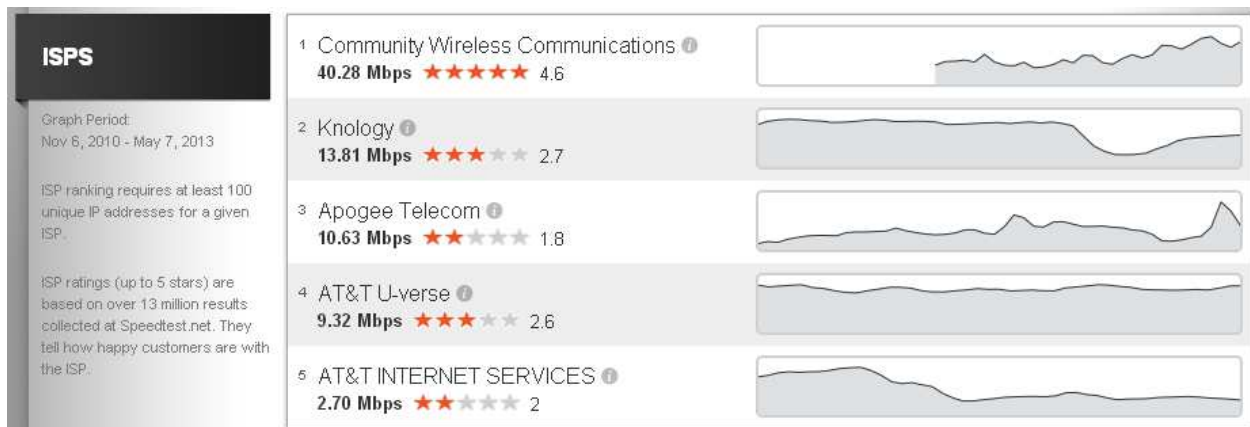 ISPS
Graph Period:
Nov 6, 2010 - May 7, 2013
ISP ranking requires at least 100
unique IP addresses for a given
ISP.
ISP ratings (up to 5 stars) are
based on over 13 million results
collected at Speedtest.net. They
tell how happy customers are with
the ISP.
1 Community Wireless Communications i
40.28 Mbps 4.6
2 Knology i
13.81 Mbps 2.7
3 Apogee Telecom i
10.63 Mbps 1.8
4 AT&T U-verse i
9.32 Mbps 2.6
5 AT&T INTERNET SERVICES i
2.70 Mbps 2